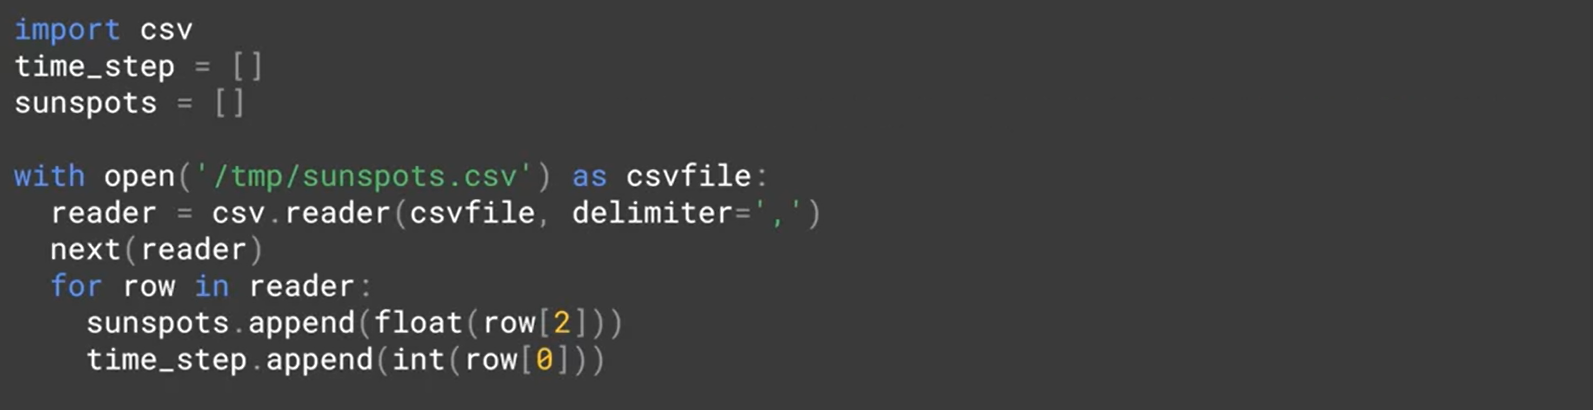 import csv
time_step = []
sunspots = []

with open('/tmp/sunspots.csv') as csvfile:
  reader = csv.reader(csvfile, delimiter=',')
  next(reader)
  for row in reader:
    sunspots.append(float(row[2]))
    time_step.append(int(row[0]))